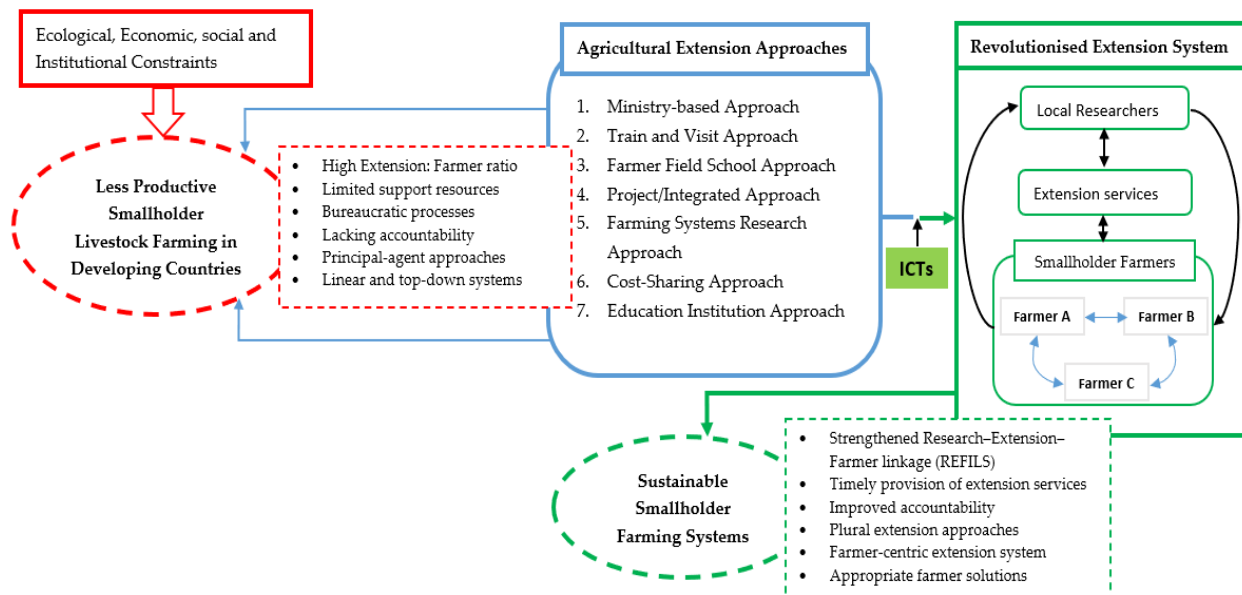 Ecological, Economic, social and
Institutional Constraints
Less Productive
Smallholder
Livestock Farming in
Developing Countries
• High Extension: Farmer ratio
• Limited support resources
• Bureaucratic processes
• Lacking accountability
• Principal-agent approaches
• Linear and top-down systems
Agricultural Extension Approaches
1. Ministry-based Approach
2. Train and Visit Approach
3. Farmer Field School Approach
4. Project/Integrated Approach
5. Farming Systems Research
Approach
6. Cost-Sharing Approach
7. Education Institution Approach
ICTs
Revolutionised Extension System
Local Researchers
Extension services
Smallholder Farmers
Farmer A
Farmer B
Farmer C
Sustainable
Smallholder
Farming Systems
• Strengthened Research–Extension–
Farmer linkage (REFILS)
• Timely provision of extension services
• Improved accountability
• Plural extension approaches
• Farmer-centric extension system
• Appropriate farmer solutions